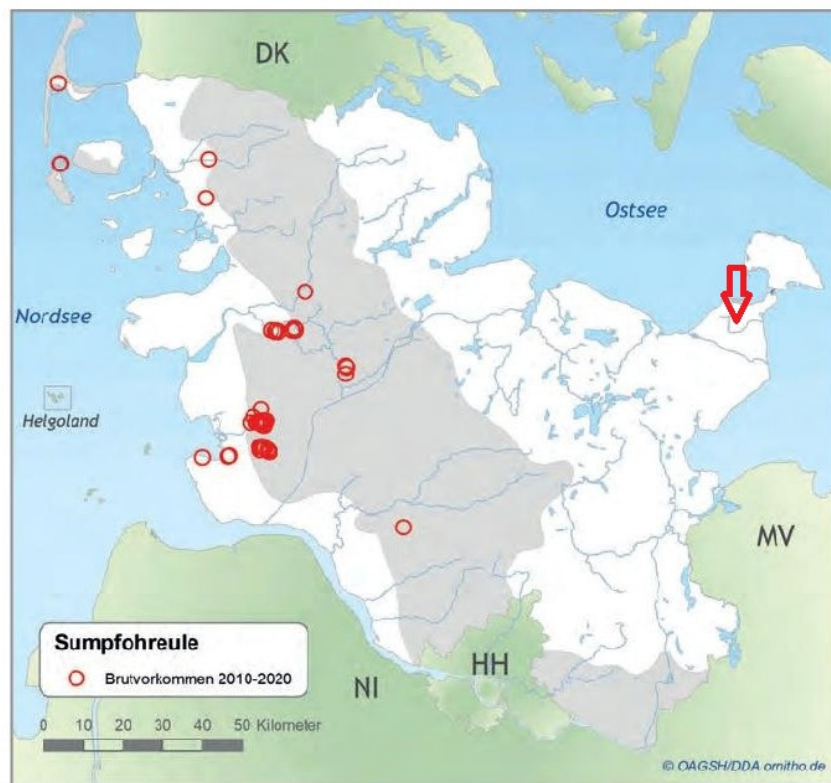 DK
Ostsee
Nordsee
Helgoland
MV
Sumpfohreule
Brutvorkommen 2010-2020
HH
NI
0 10 20 30 40 50 Kilometer
© OAGSH/DDA ornitho.de